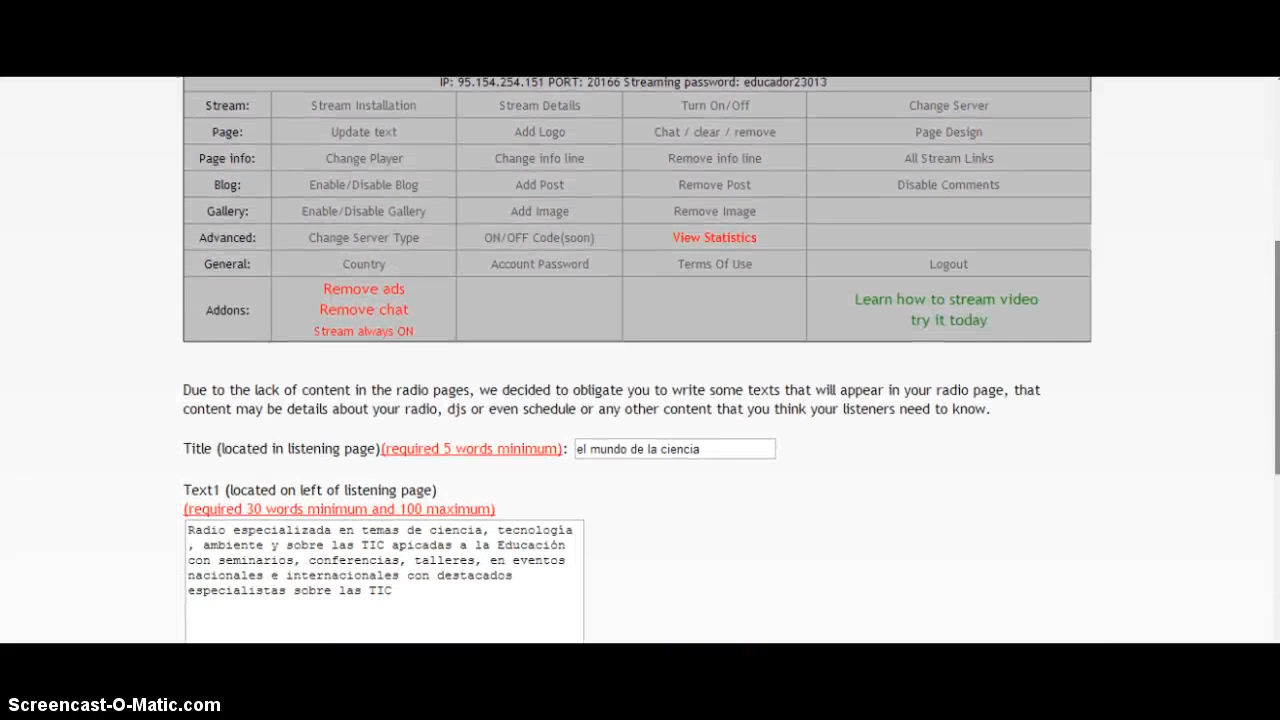 IP: 95.154.254.151 PORT: 20166 Streaming password: educador23013
Stream: Stream Installation Stream Details Turn On/Off Change Server
Page: Update text Add Logo Chat / clear / remove Page Design
Page info: Change Player Change info line Remove info line All Stream Links
Blog: Enable/Disable Blog Add Post Remove Post Disable Comments
Gallery: Enable/Disable Gallery Add Image Remove Image
Advanced: Change Server Type ON/OFF Code(soon) View Statistics
General: Country Account Password Terms Of Use Logout
Addons:
Remove ads
Remove chat
Stream always ON
Learn how to stream video
try it today
Due to the lack of content in the radio pages, we decided to obligate you to write some texts that will appear in your radio page, that
content may be details about your radio, djs or even schedule or any other content that you think your listeners need to know.
Title (located in listening page)(required 5 words minimum): el mundo de la ciencia
Text1 (located on left of listening page)
(required 30 words minimum and 100 maximum)
Radio especializada en temas de ciencia, tecnología
, ambiente y sobre las TIC apicadas a la Educación
con seminarios, conferencias, talleres, en eventos
nacionales e internacionales con destacados
especialistas sobre las TIC
Screencast-O-Matic.com